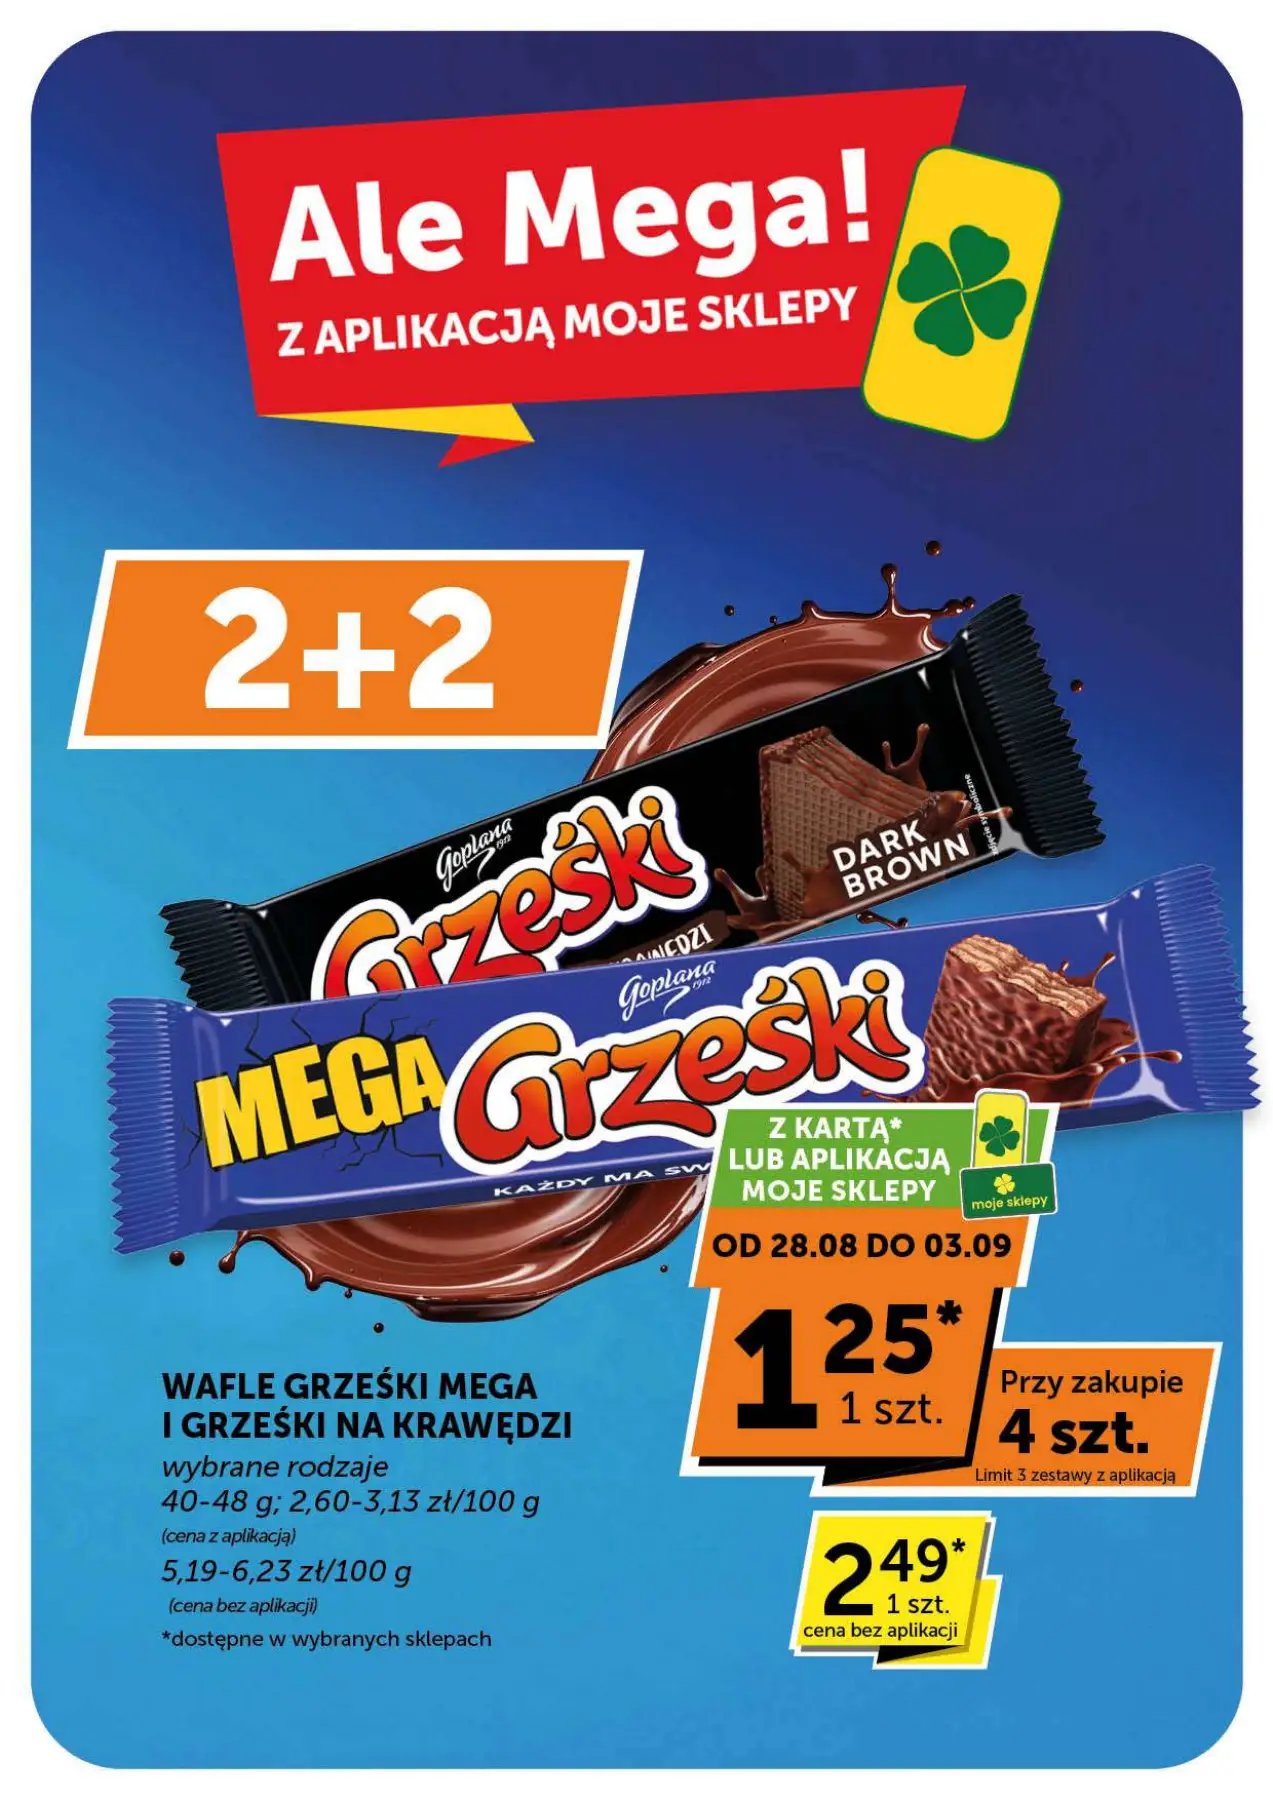 Ale Mega!
Z APLIKACJĄ MOJE SKLEPY
2+2
goplana
1912
Grześki
DARK
BROWN
zdjęcie symboliczne
MEGA
goplana
1912
Grześki
KAŻDY MA
Z KARTĄ*
LUB APLIKACJĄ
MOJE SKLEPY
moje sklepy
OD 28.08 DO 03.09
1 25*
1 szt.
Przy zakupie
4 szt.
Limit 3 zestawy z aplikacją
WAFLE GRZEŚKI MEGA
I GRZEŚKI NA KRAWĘDZI
wybrane rodzaje
40-48 g; 2,60-3,13 zł/100 g
(cena z aplikacją)
5,19-6,23 zł/100 g
(cena bez aplikacji)
*dostępne w wybranych sklepach
2 49*
1 szt.
cena bez aplikacji